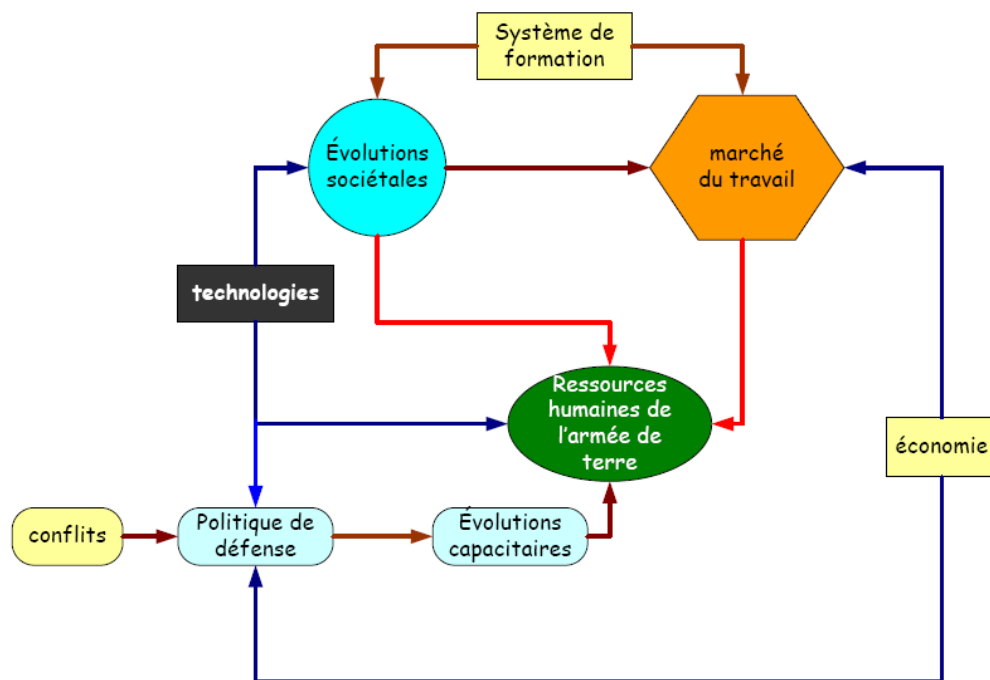 Système de
formation
Évolutions
sociétales
marché
du travail
technologies
Ressources
humaines de
l'armée de
terre
économie
conflits
Politique de
défense
Évolutions
capacitaires